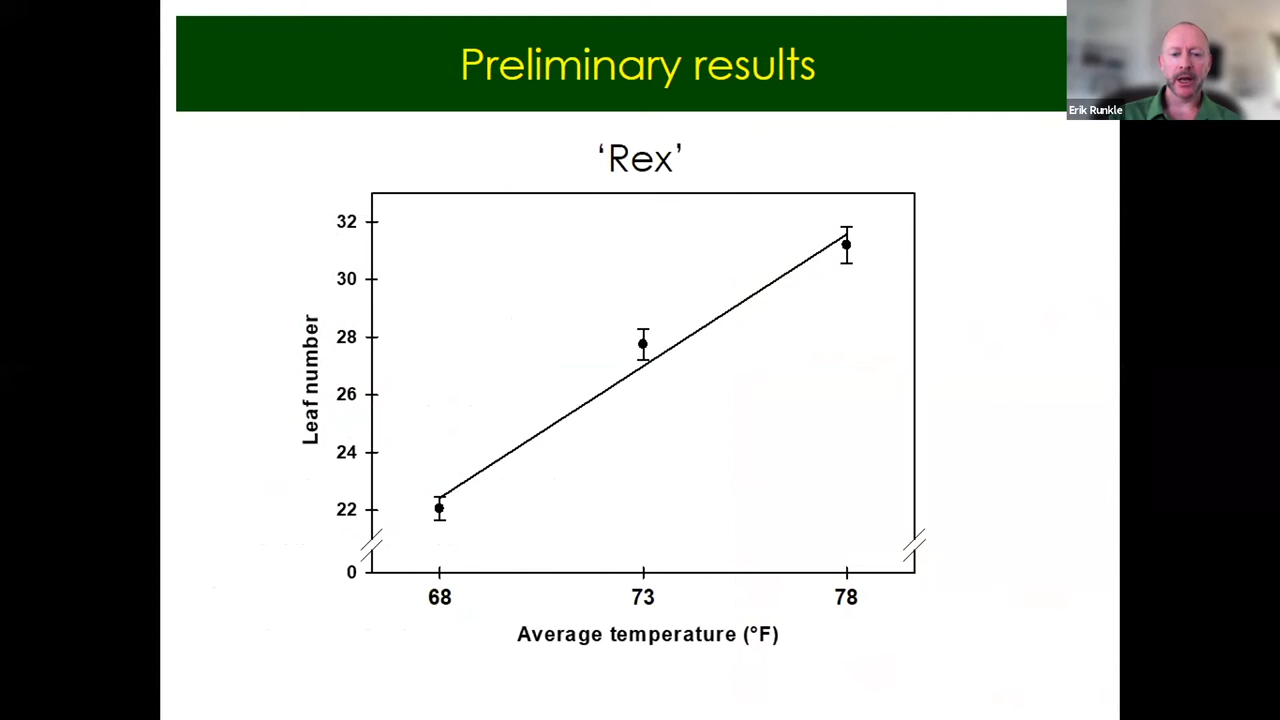 Preliminary results
Erik Runkle
‘Rex’
32
30
28
26
24
22
0
Leaf number
68 73 78
Average temperature (°F)